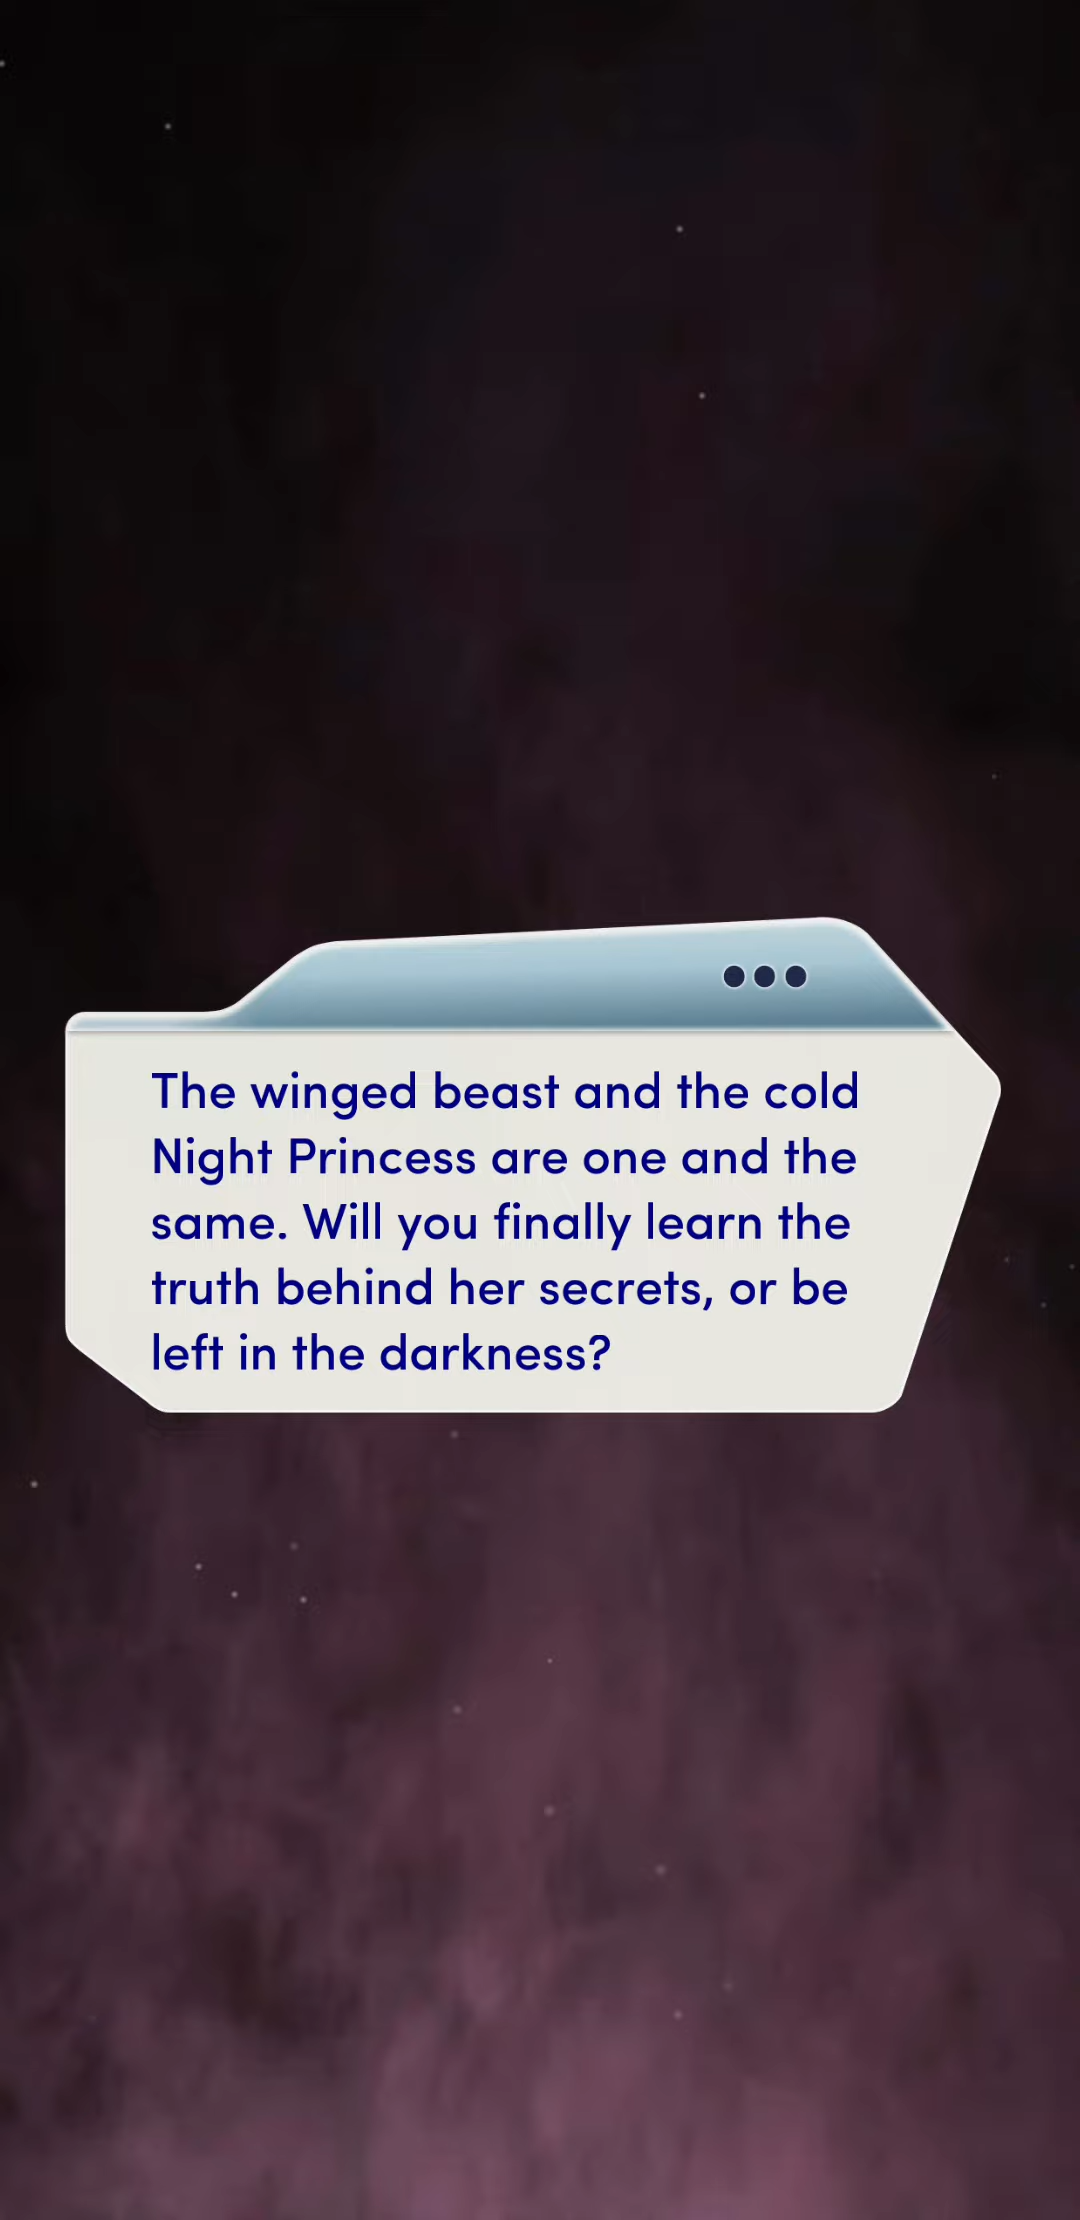 The winged beast and the cold
Night Princess are one and the
same. Will you finally learn the
truth behind her secrets, or be
left in the darkness?